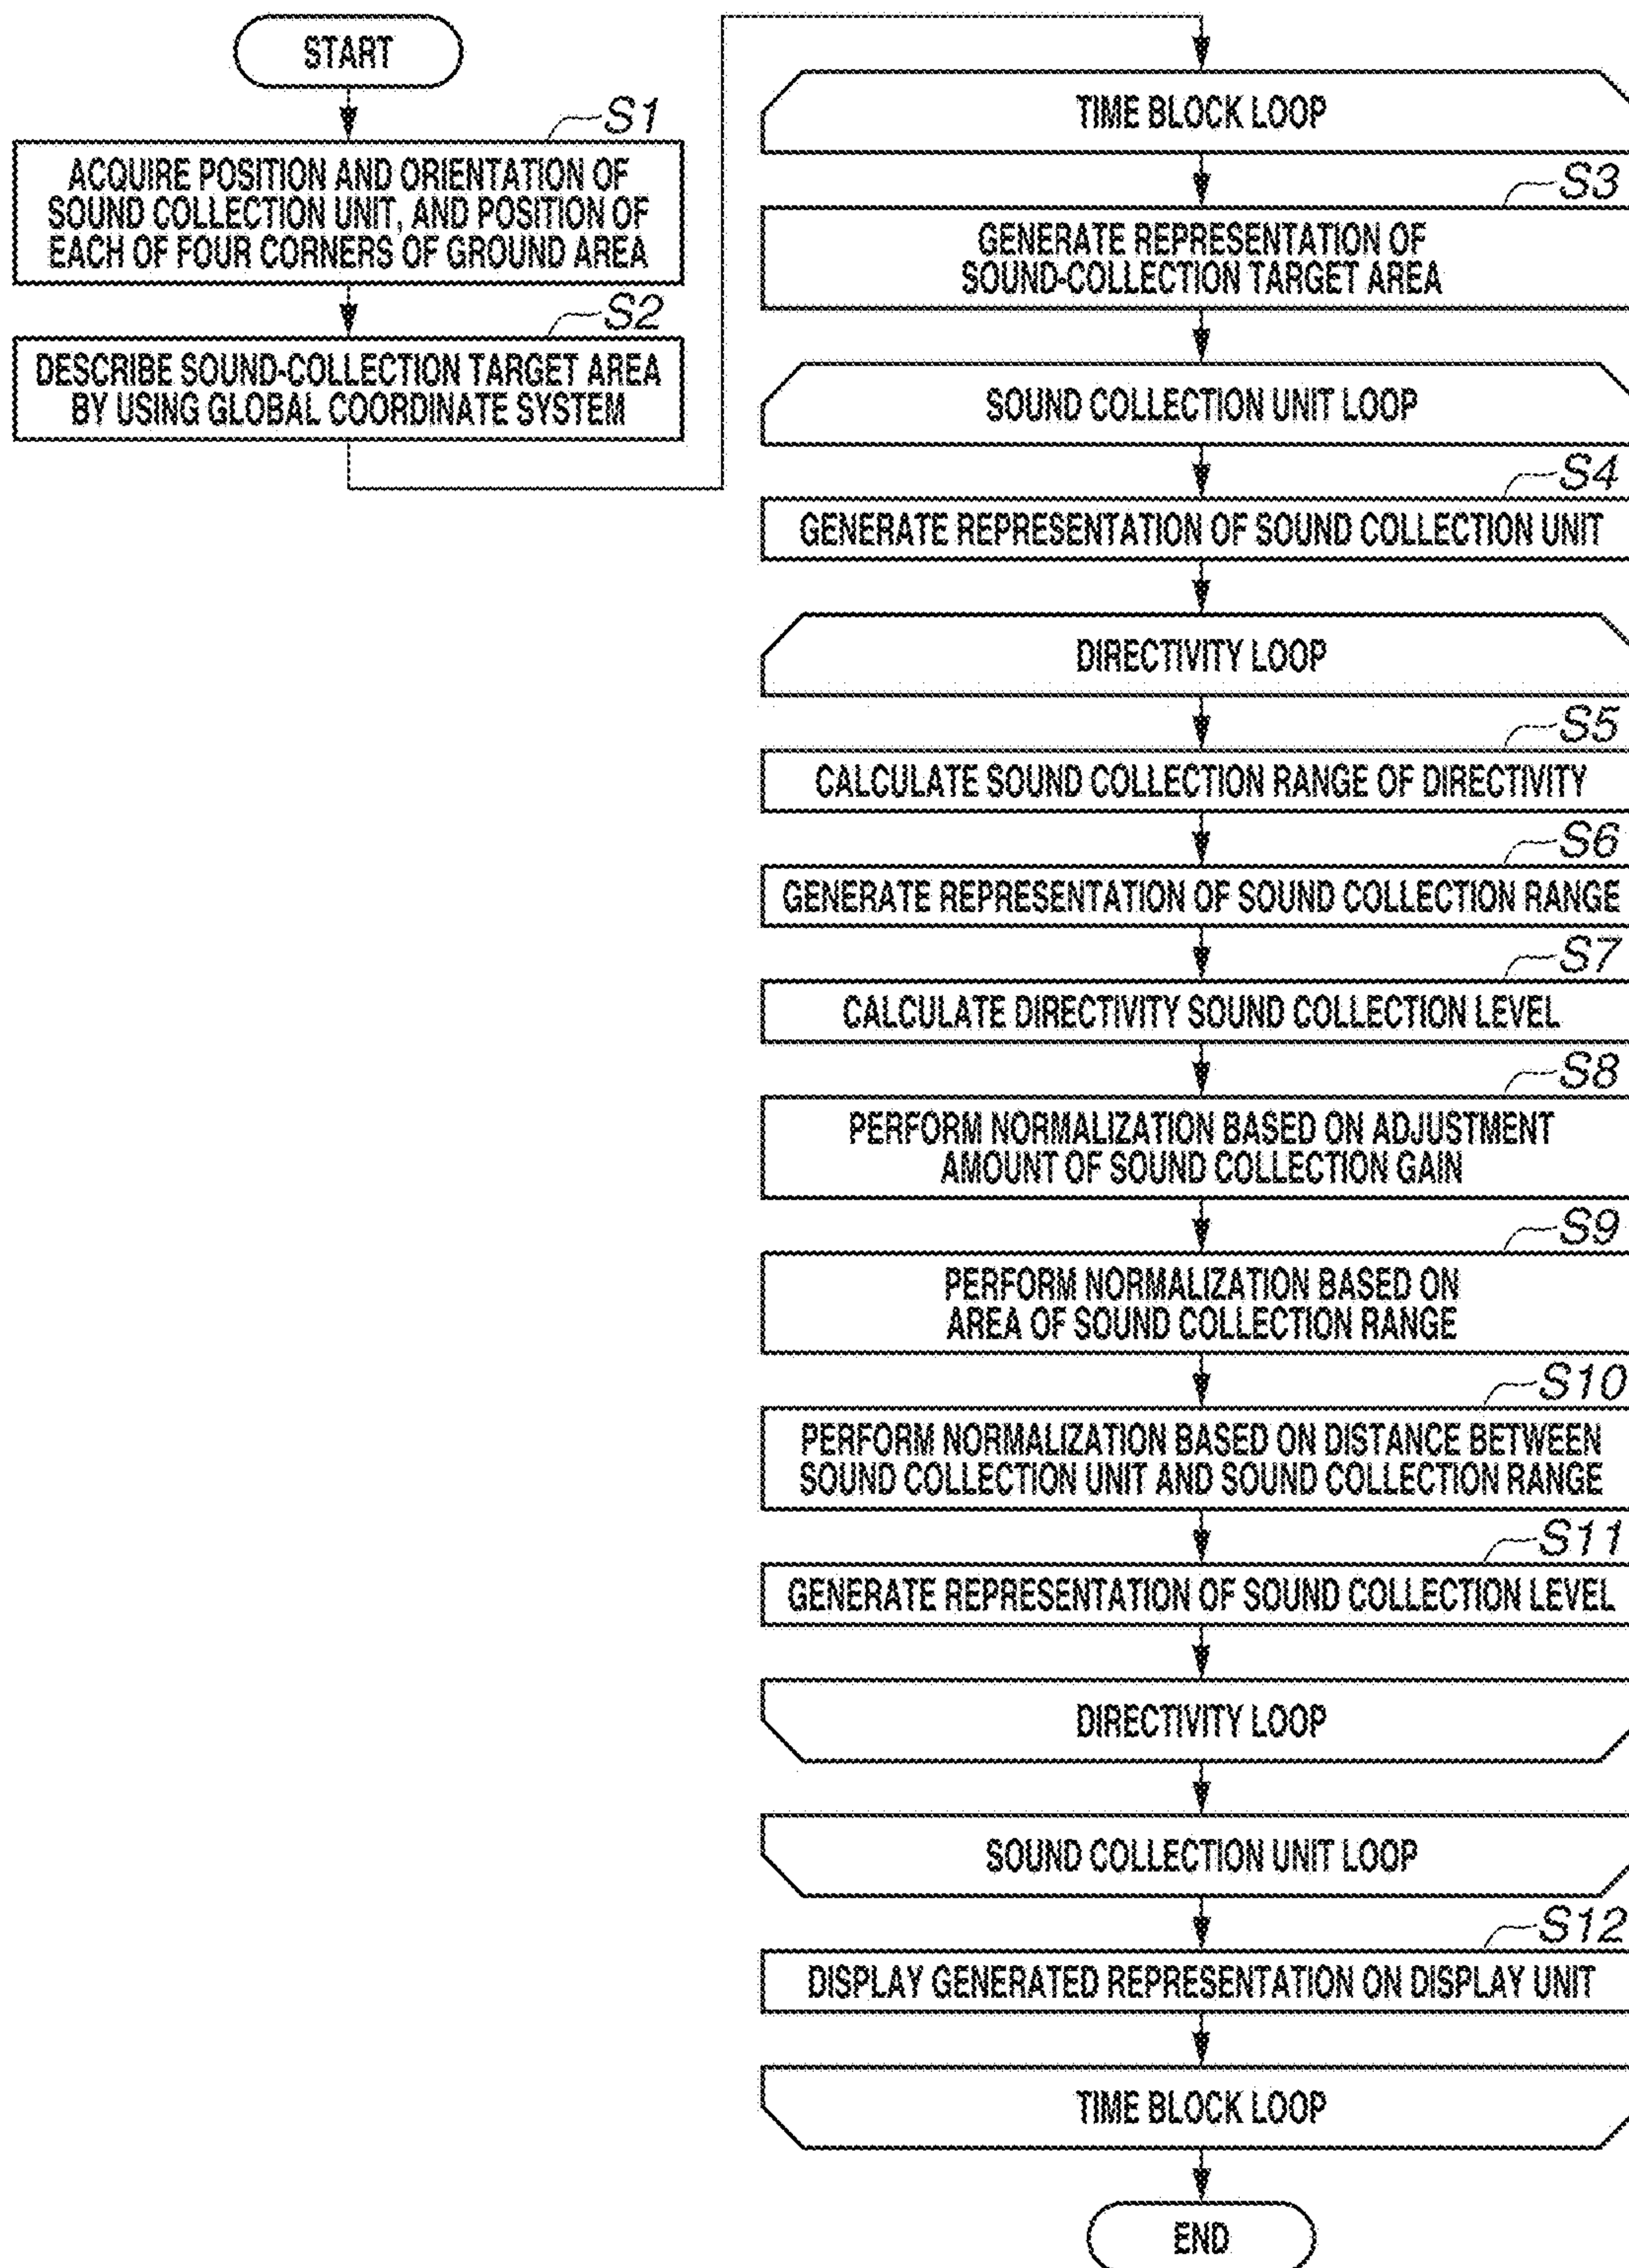 START
S1
ACQUIRE POSITION AND ORIENTATION OF
SOUND COLLECTION UNIT, AND POSITION OF
EACH OF FOUR CORNERS OF GROUND AREA
S2
DESCRIBE SOUND-COLLECTION TARGET AREA
BY USING GLOBAL COORDINATE SYSTEM
TIME BLOCK LOOP
S3
GENERATE REPRESENTATION OF
SOUND-COLLECTION TARGET AREA
SOUND COLLECTION UNIT LOOP
S4
GENERATE REPRESENTATION OF SOUND COLLECTION UNIT
DIRECTIVITY LOOP
S5
CALCULATE SOUND COLLECTION RANGE OF DIRECTIVITY
S6
GENERATE REPRESENTATION OF SOUND COLLECTION RANGE
S7
CALCULATE DIRECTIVITY SOUND COLLECTION LEVEL
S8
PERFORM NORMALIZATION BASED ON ADJUSTMENT
AMOUNT OF SOUND COLLECTION GAIN
S9
PERFORM NORMALIZATION BASED ON
AREA OF SOUND COLLECTION RANGE
S10
PERFORM NORMALIZATION BASED ON DISTANCE BETWEEN
SOUND COLLECTION UNIT AND SOUND COLLECTION RANGE
S11
GENERATE REPRESENTATION OF SOUND COLLECTION LEVEL
DIRECTIVITY LOOP
SOUND COLLECTION UNIT LOOP
S12
DISPLAY GENERATED REPRESENTATION ON DISPLAY UNIT
TIME BLOCK LOOP
END